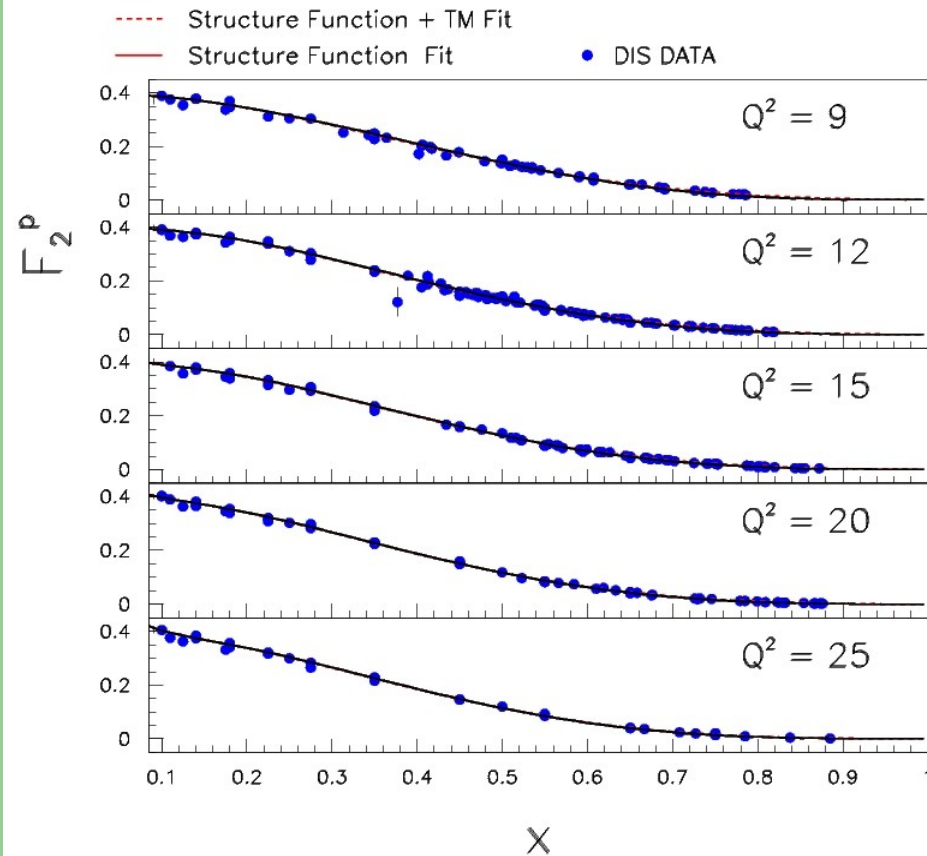 Structure Function + TM Fit
Structure Function Fit
DIS DATA
F₂ᵖ
0.4
0.2
0
Q² = 9
0.4
0.2
0
Q² = 12
0.4
0.2
0
Q² = 15
0.4
0.2
0
Q² = 20
0.4
0.2
0
Q² = 25
0.1 0.2 0.3 0.4 0.5 0.6 0.7 0.8 0.9 1
X